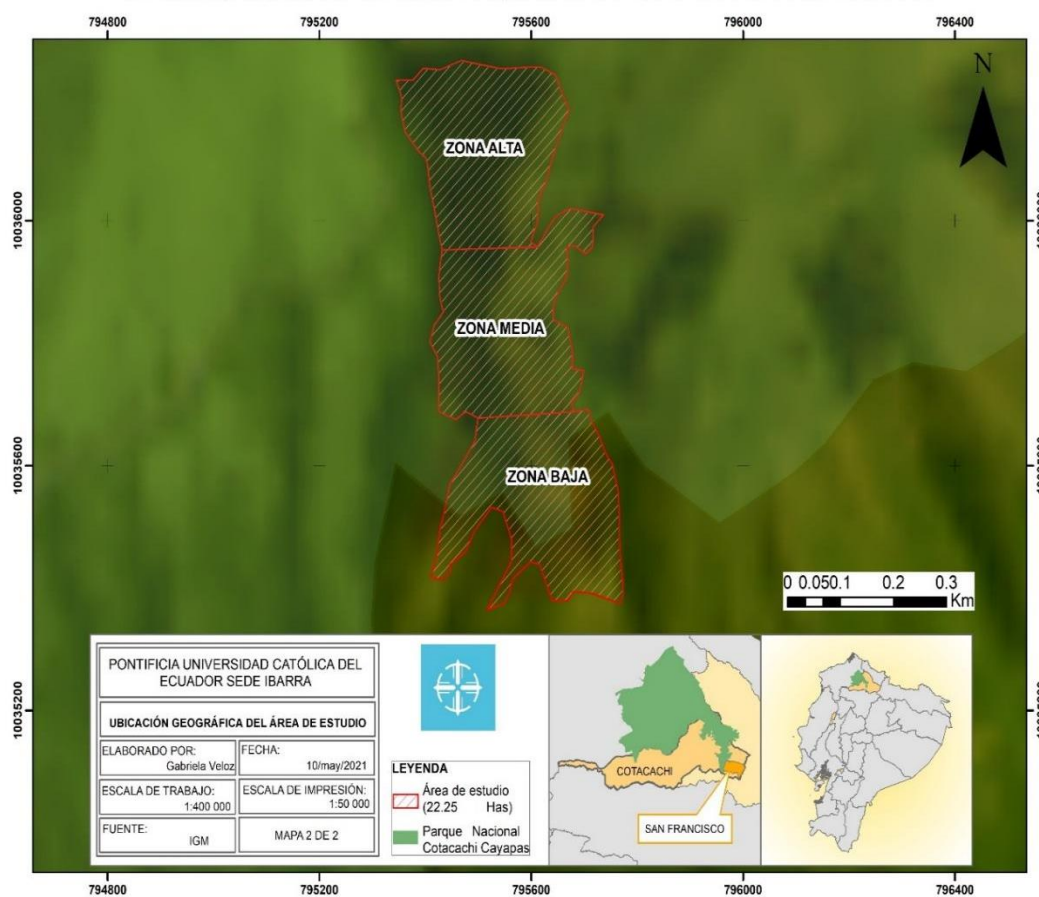 794800 795200 795600 796000 796400
N
ZONA ALTA
10036000
ZONA MEDIA
10035600
ZONA BAJA
0 0.050.1 0.2 0.3
Km
10035200
PONTIFICIA UNIVERSIDAD CATÓLICA DEL
ECUADOR SEDE IBARRA
UBICACIÓN GEOGRÁFICA DEL ÁREA DE ESTUDIO
ELABORADO POR:
Gabriela Veloz
FECHA:
10/may/2021
ESCALA DE TRABAJO:
1:400 000
ESCALA DE IMPRESIÓN:
1:50 000
FUENTE:
IGM
MAPA 2 DE 2
LEYENDA
Área de estudio
(22.25 Has)
Parque Nacional
Cotacachi Cayapas
COTACACHI
SAN FRANCISCO
794800 795200 795600 796000 796400